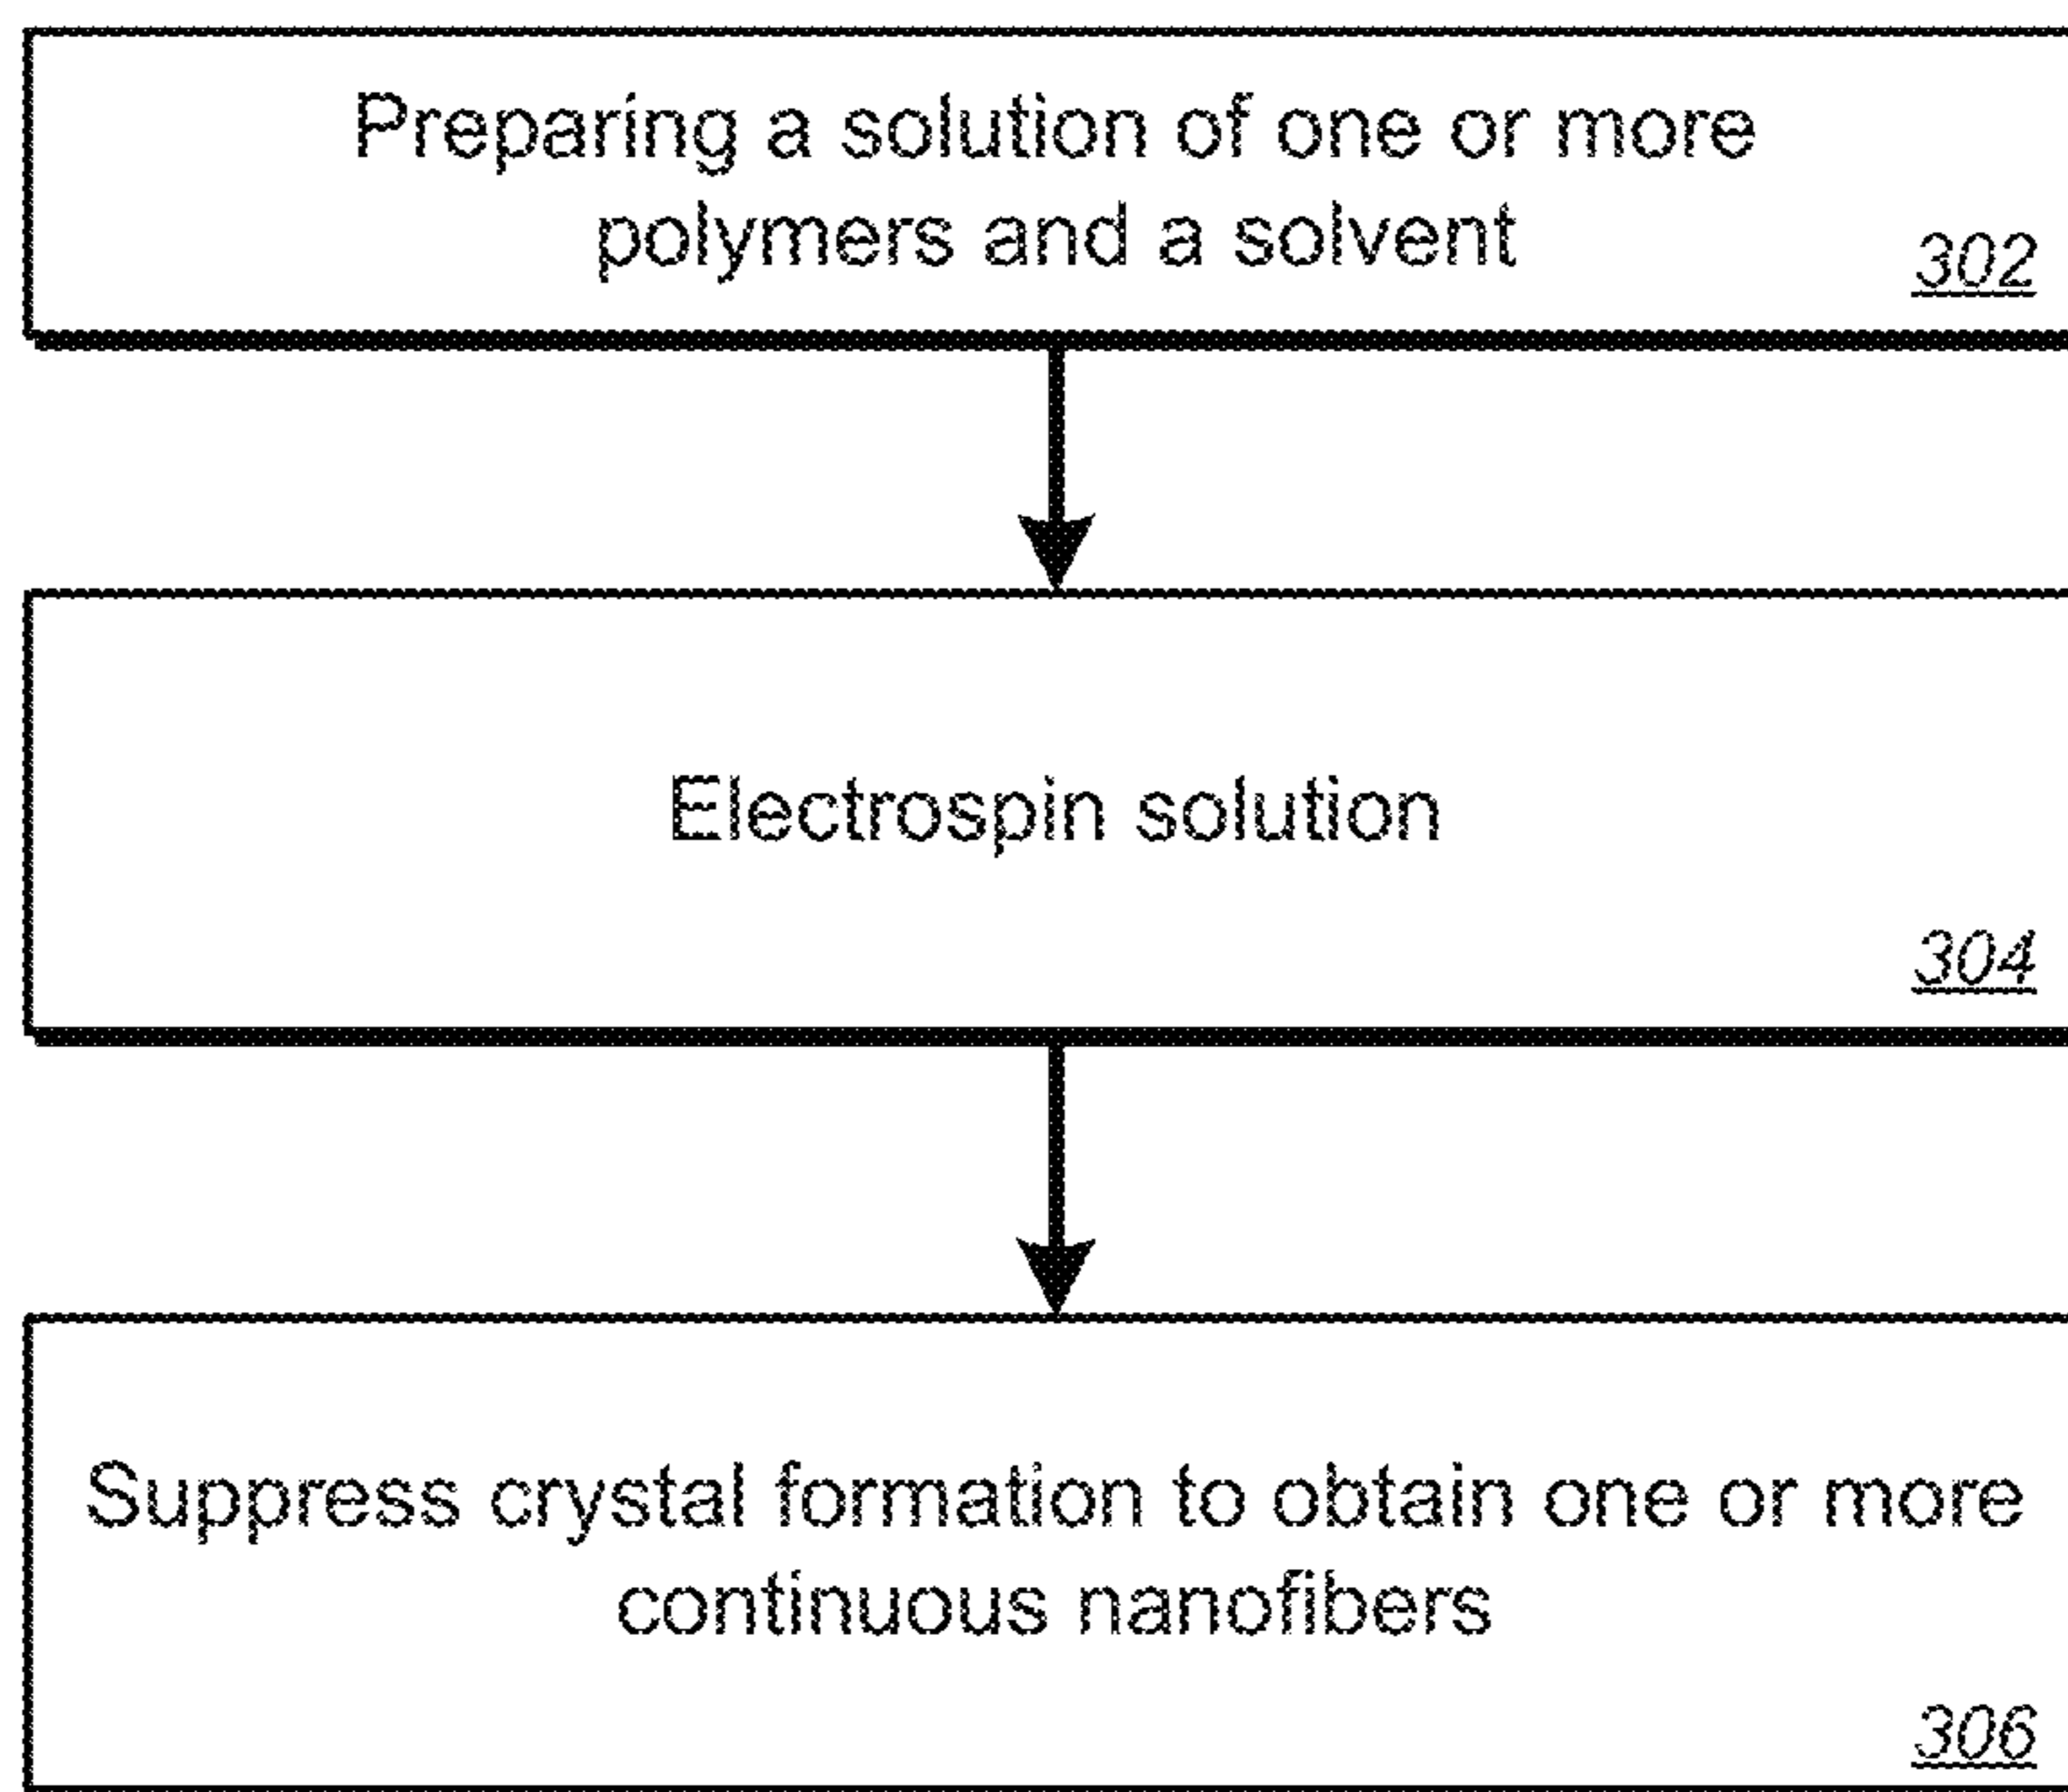 Preparing a solution of one or more
polymers and a solvent
302
Electrospin solution
304
Suppress crystal formation to obtain one or more
continuous nanofibers
306